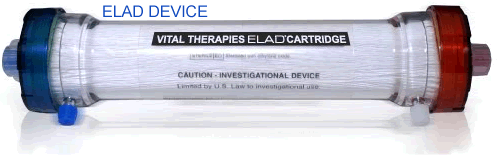 ELAD DEVICE
VITAL THERAPIES ELAD® CARTRIDGE
CAUTION - INVESTIGATIONAL DEVICE
Limited by U.S. Law to investigational use